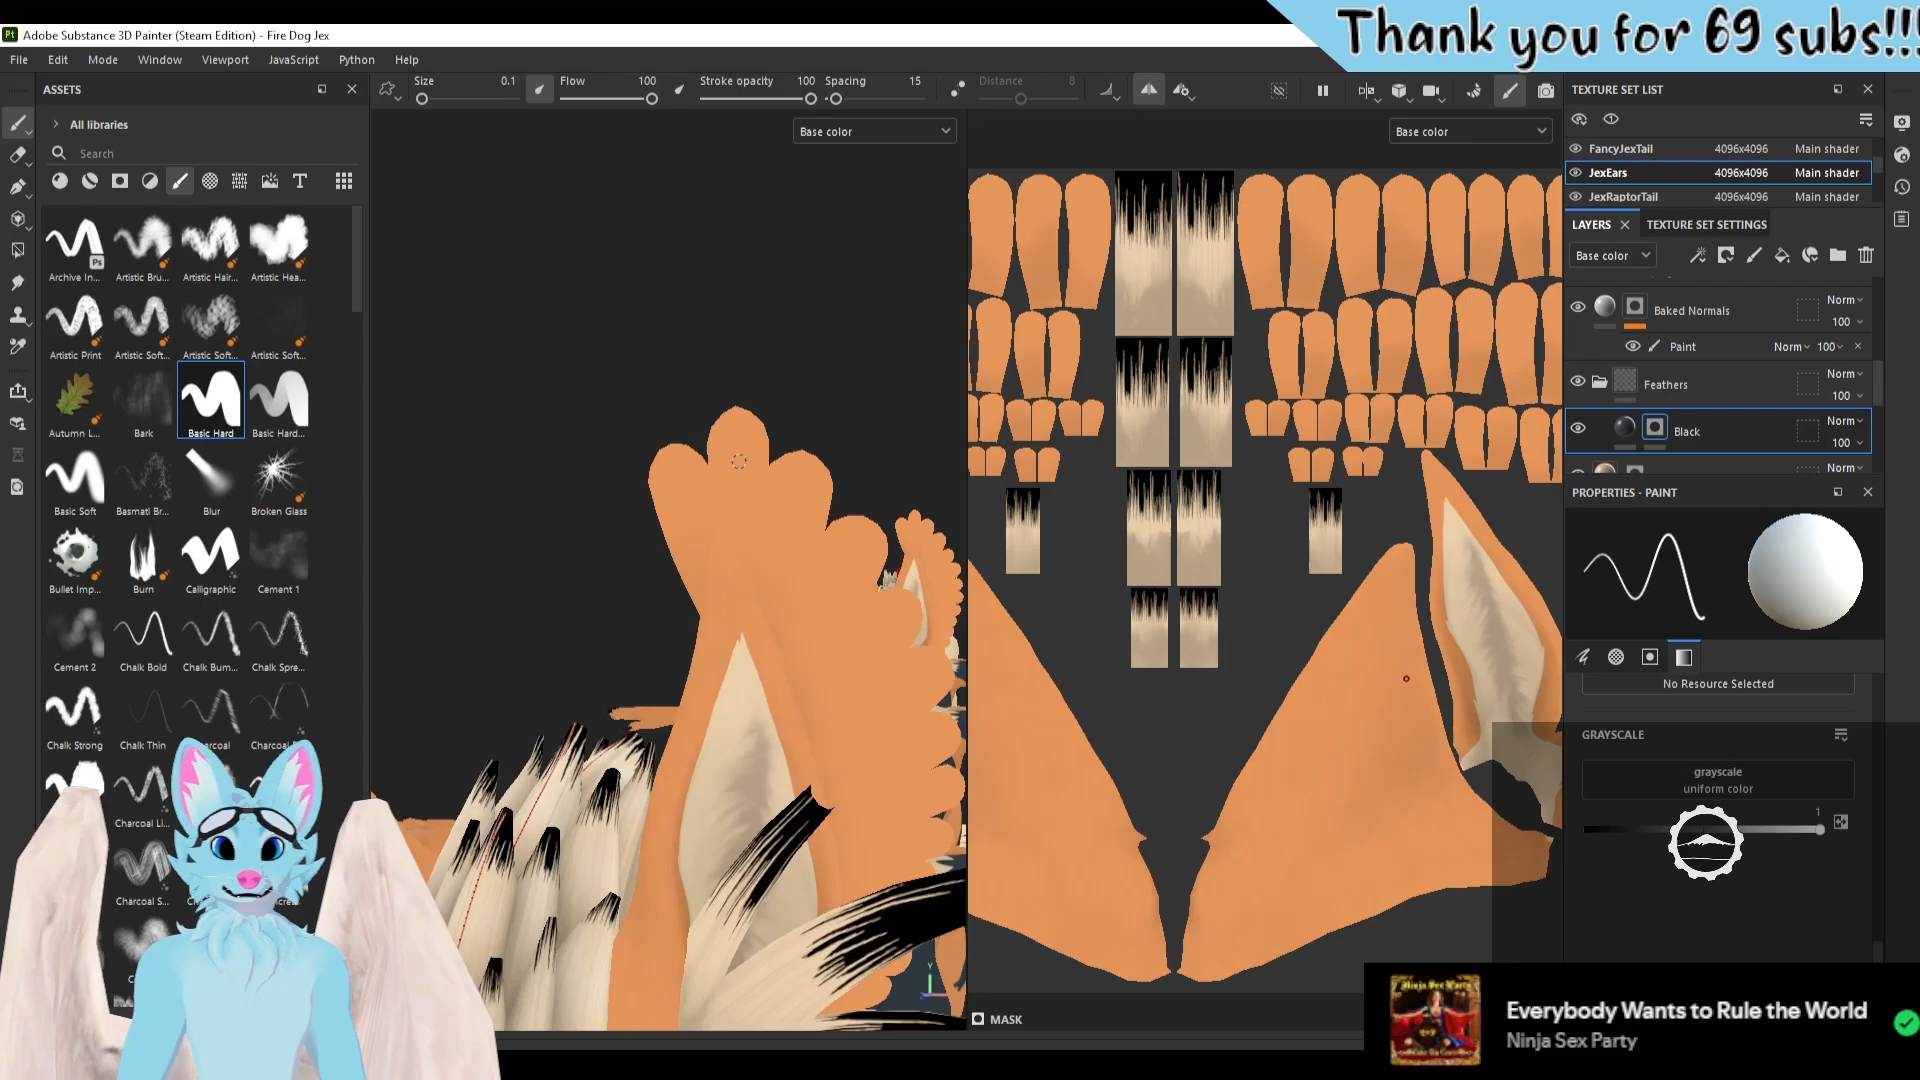 Thank you for 69 subs!!!
Adobe Substance 3D Painter (Steam Edition) - Fire Dog Jex
File Edit Mode Window Viewport JavaScript Python Help
ASSETS
Size 0.1 Flow 100 Stroke opacity 100 Spacing 15 Distance 8
TEXTURE SET LIST
All libraries
Search
Base color
Base color
FancyJexTail 4096x4096 Main shader
JexEars 4096x4096 Main shader
JexRaptorTail 4096x4096 Main shader
LAYERS TEXTURE SET SETTINGS
Base color
Archive In... Artistic Bru... Artistic Hair... Artistic Hea...
Artistic Print Artistic Soft... Artistic Soft... Artistic Soft...
Autumn L... Bark Basic Hard Basic Hard...
Basic Soft Basmati Br... Blur Broken Glass
Bullet Imp... Burn Calligraphic Cement 1
Cement 2 Chalk Bold Chalk Bum... Chalk Spre...
Chalk Strong Chalk Thin
Charcoal Li...
Charcoal S...
Norm
Baked Normals
100
Paint Norm 100
Norm
Feathers
100
Norm
Black
100
Norm
PROPERTIES - PAINT
No Resource Selected
GRAYSCALE
grayscale
uniform color
1
MASK
Ps
Y
Everybody Wants to Rule the World
Ninja Sex Party